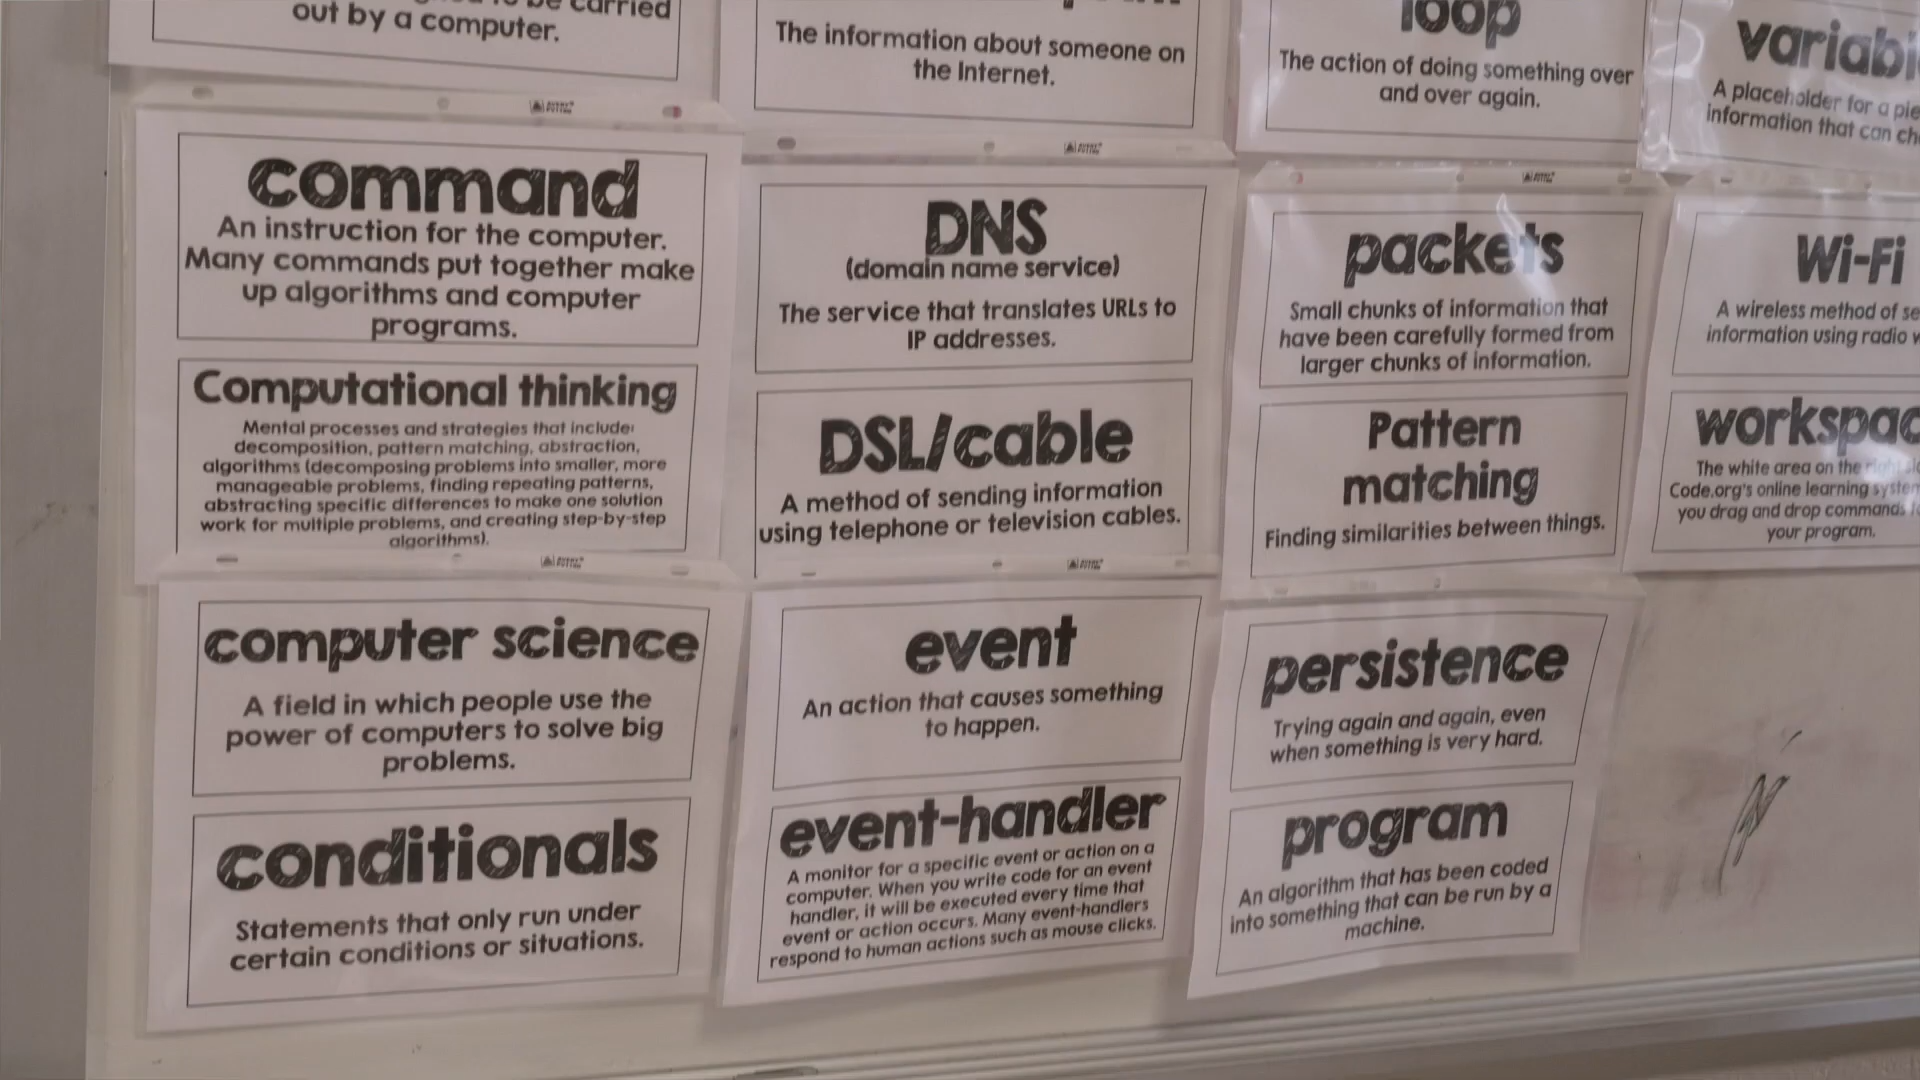 out by a computer.
command
An instruction for the computer.
Many commands put together make
up algorithms and computer
programs.
Computational thinking
Mental processes and strategies that include:
decomposition, pattern matching, abstraction,
algorithms (decomposing problems into smaller, more
manageable problems, finding repeating patterns,
abstracting specific differences to make one solution
work for multiple problems, and creating step-by-step
algorithms).
computer science
A field in which people use the
power of computers to solve big
problems.
conditionals
Statements that only run under
certain conditions or situations.
The information about someone on
the Internet.
DNS
(domain name service)
The service that translates URLs to
IP addresses.
DSL/cable
A method of sending information
using telephone or television cables.
event
An action that causes something
to happen.
event-handler
A monitor for a specific event or action on a
computer. When you write code for an event
handler, it will be executed every time that
event or action occurs. Many event-handlers
respond to human actions such as mouse clicks.
loop
The action of doing something over
and over again.
packets
Small chunks of information that
have been carefully formed from
larger chunks of information.
Pattern
matching
Finding similarities between things.
persistence
Trying again and again, even
when something is very hard.
program
An algorithm that has been coded
into something that can be run by a
machine.
A placeholder for a
information that can
Wi-Fi
A wireless method of
information using radio
The white area on the
Code.org's online learning
you drag and drop commands
your program.